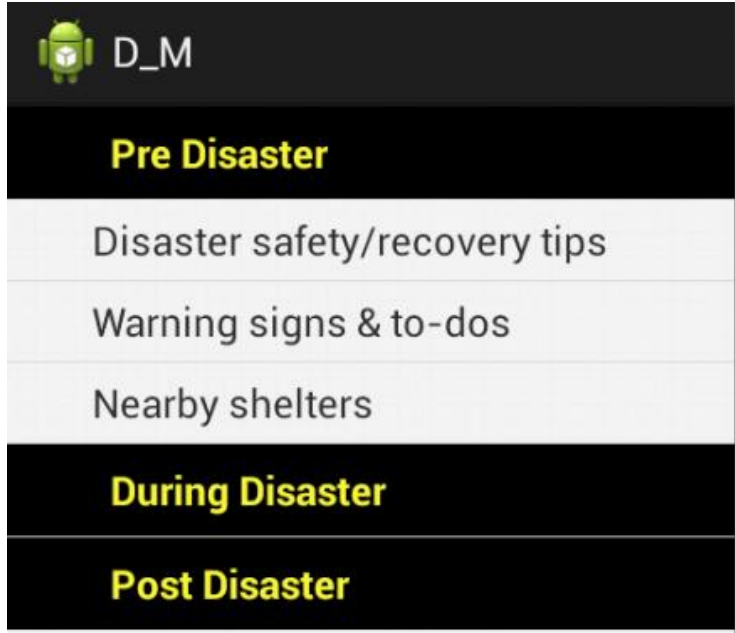 D_M
Pre Disaster
Disaster safety/recovery tips
Warning signs & to-dos
Nearby shelters
During Disaster
Post Disaster